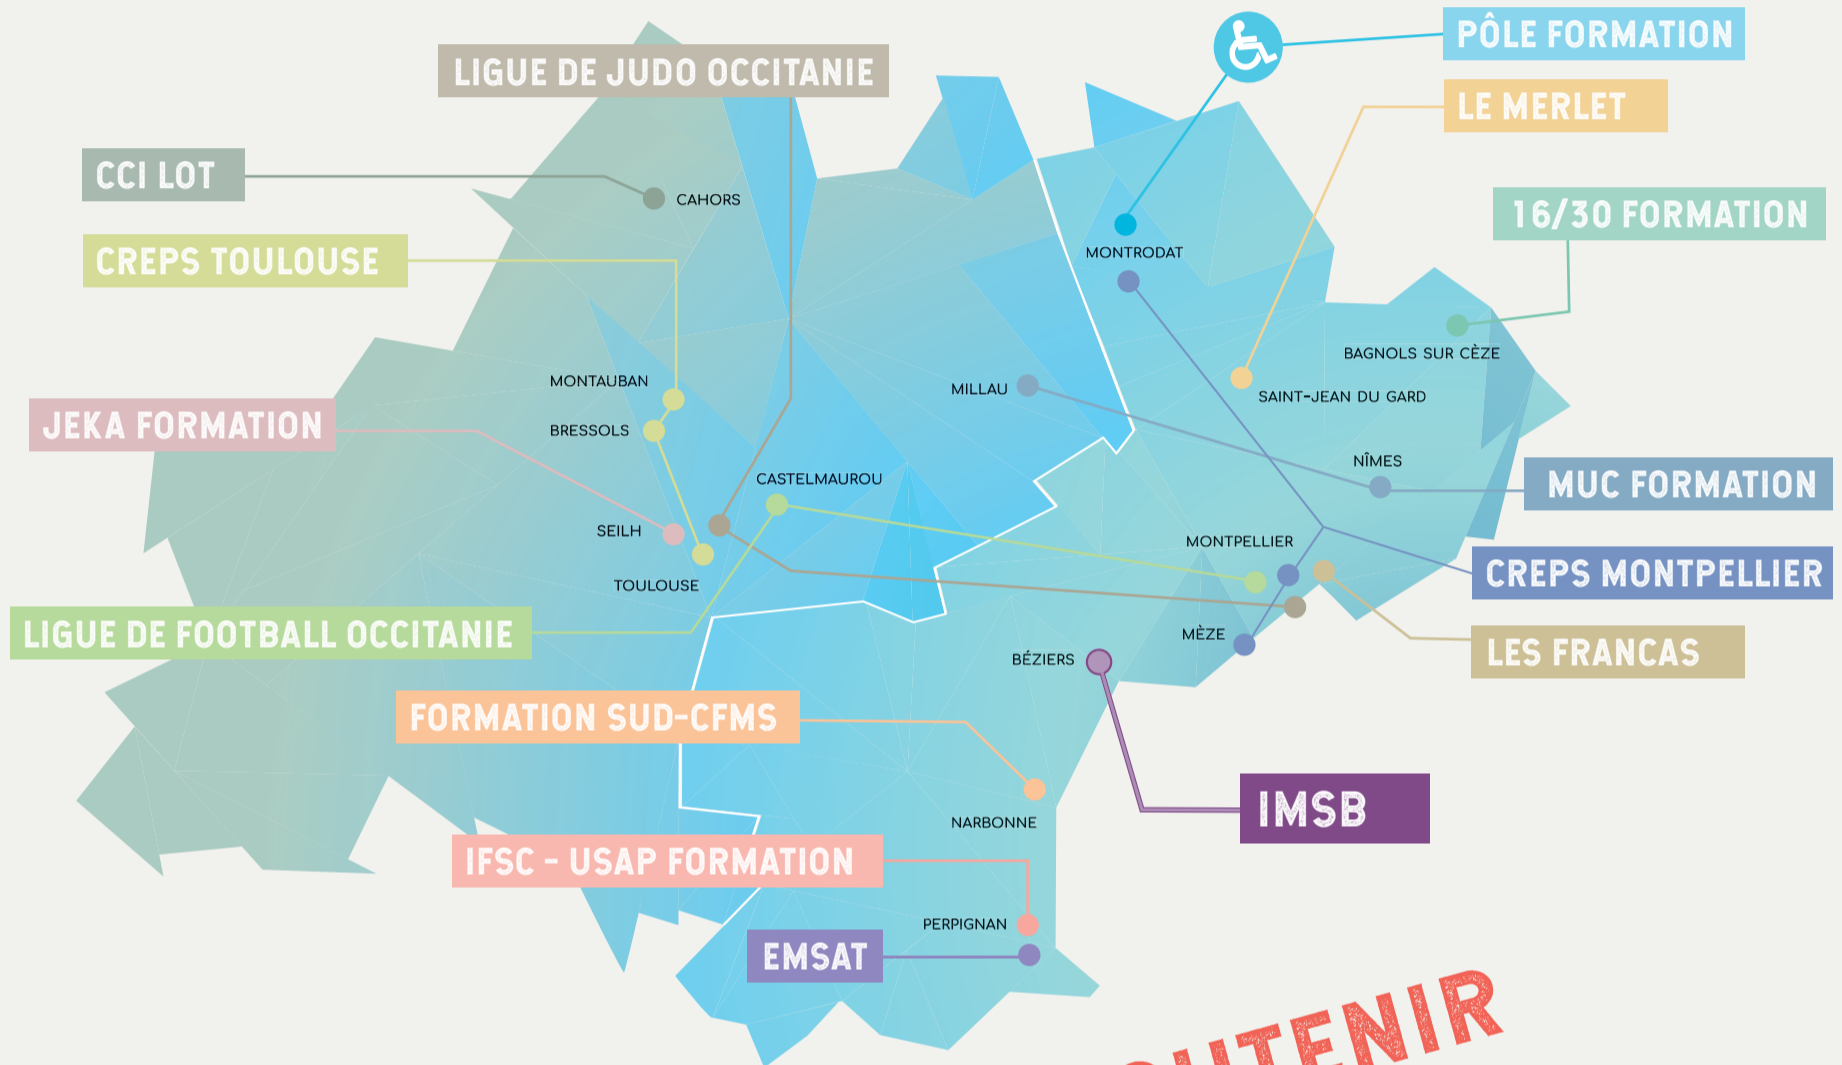 PÔLE FORMATION
LIGUE DE JUDO OCCITANIE
LE MERLET
CCI LOT
CAHORS
16/30 FORMATION
CREPS TOULOUSE
MONTRODAT
BAGNOLS SUR CÈZE
MONTAUBAN
MILLAU
SAINT-JEAN DU GARD
JEKA FORMATION
BRESSOLS
NÎMES
CASTELMAUROU
MUC FORMATION
SEILH
MONTPELLIER
TOULOUSE
CREPS MONTPELLIER
LIGUE DE FOOTBALL OCCITANIE
MÈZE
BÉZIERS
LES FRANCAS
FORMATION SUD-CFMS
IMSB
NARBONNE
IFSC - USAP FORMATION
PERPIGNAN
EMSAT
OUTENIR